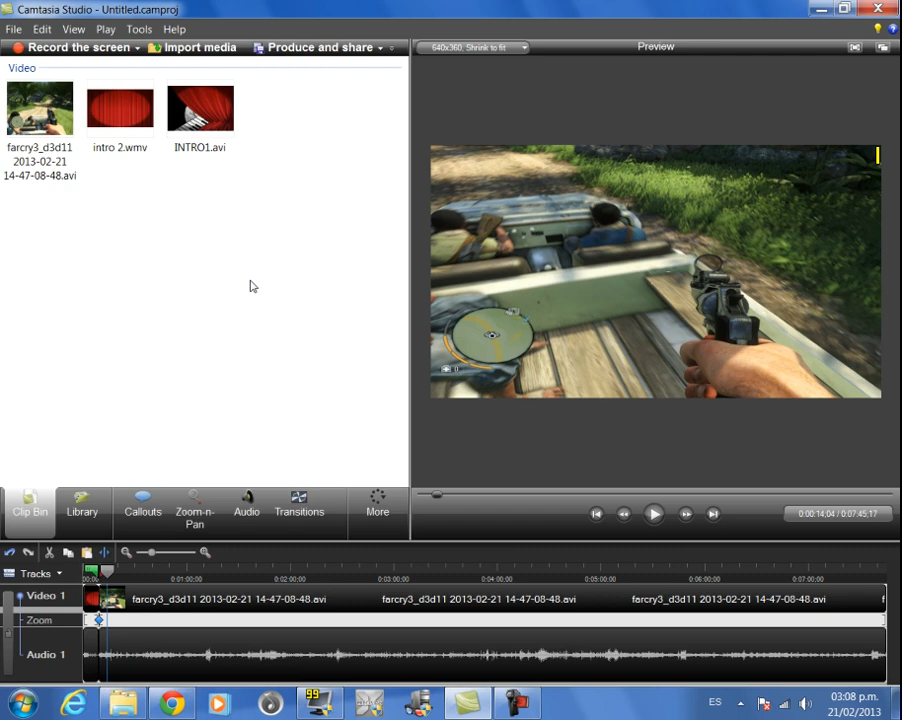 Camtasia Studio - Untitled.camproj
File Edit View Play Tools Help
Record the screen Import media Produce and share
640x360, Shrink to fit Preview
Video
farcry3_d3d11 2013-02-21 14-47-08-48.avi
intro 2.wmv
INTRO1.avi
0:00:14;04 / 0:07:45;17
Clip Bin Library Callouts Zoom-n-Pan Audio Transitions More
Tracks
0:01:00;00 0:02:00;00 0:03:00;00 0:04:00;00 0:05:00;00 0:06:00;00 0:07:00;00
Video 1 farcry3_d3d11 2013-02-21 14-47-08-48.avi farcry3_d3d11 2013-02-21 14-47-08-48.avi farcry3_d3d11 2013-02-21 14-47-08-48.avi f
Zoom
Audio 1
99
ES 03:08 p.m.
21/02/2013